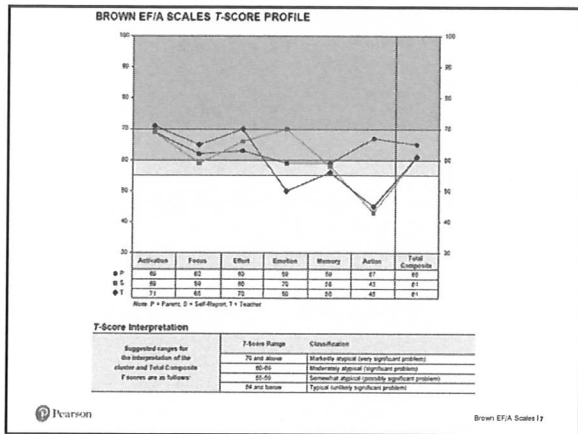 BROWN EF/A SCALES T-SCORE PROFILE
100 100
90 90
80 80
70 70
60 60
50 50
40 40
30 30
Activation Focus Effort Emotion Memory Action Total Composite
P 69 62 63 59 59 67 65
S 69 59 66 70 58 43 61
T 71 65 70 50 56 45 61
Note. P = Parent, S = Self-Report, T = Teacher
T-Score Interpretation
Suggested ranges for
the interpretation of the
cluster and Total Composite
T scores are as follows:
T-Score Range Classification
70 and above Markedly atypical (very significant problem)
60-69 Moderately atypical (significant problem)
55-59 Somewhat atypical (possibly significant problem)
54 and below Typical (unlikely significant problem)
Pearson
Brown EF/A Scales | 7